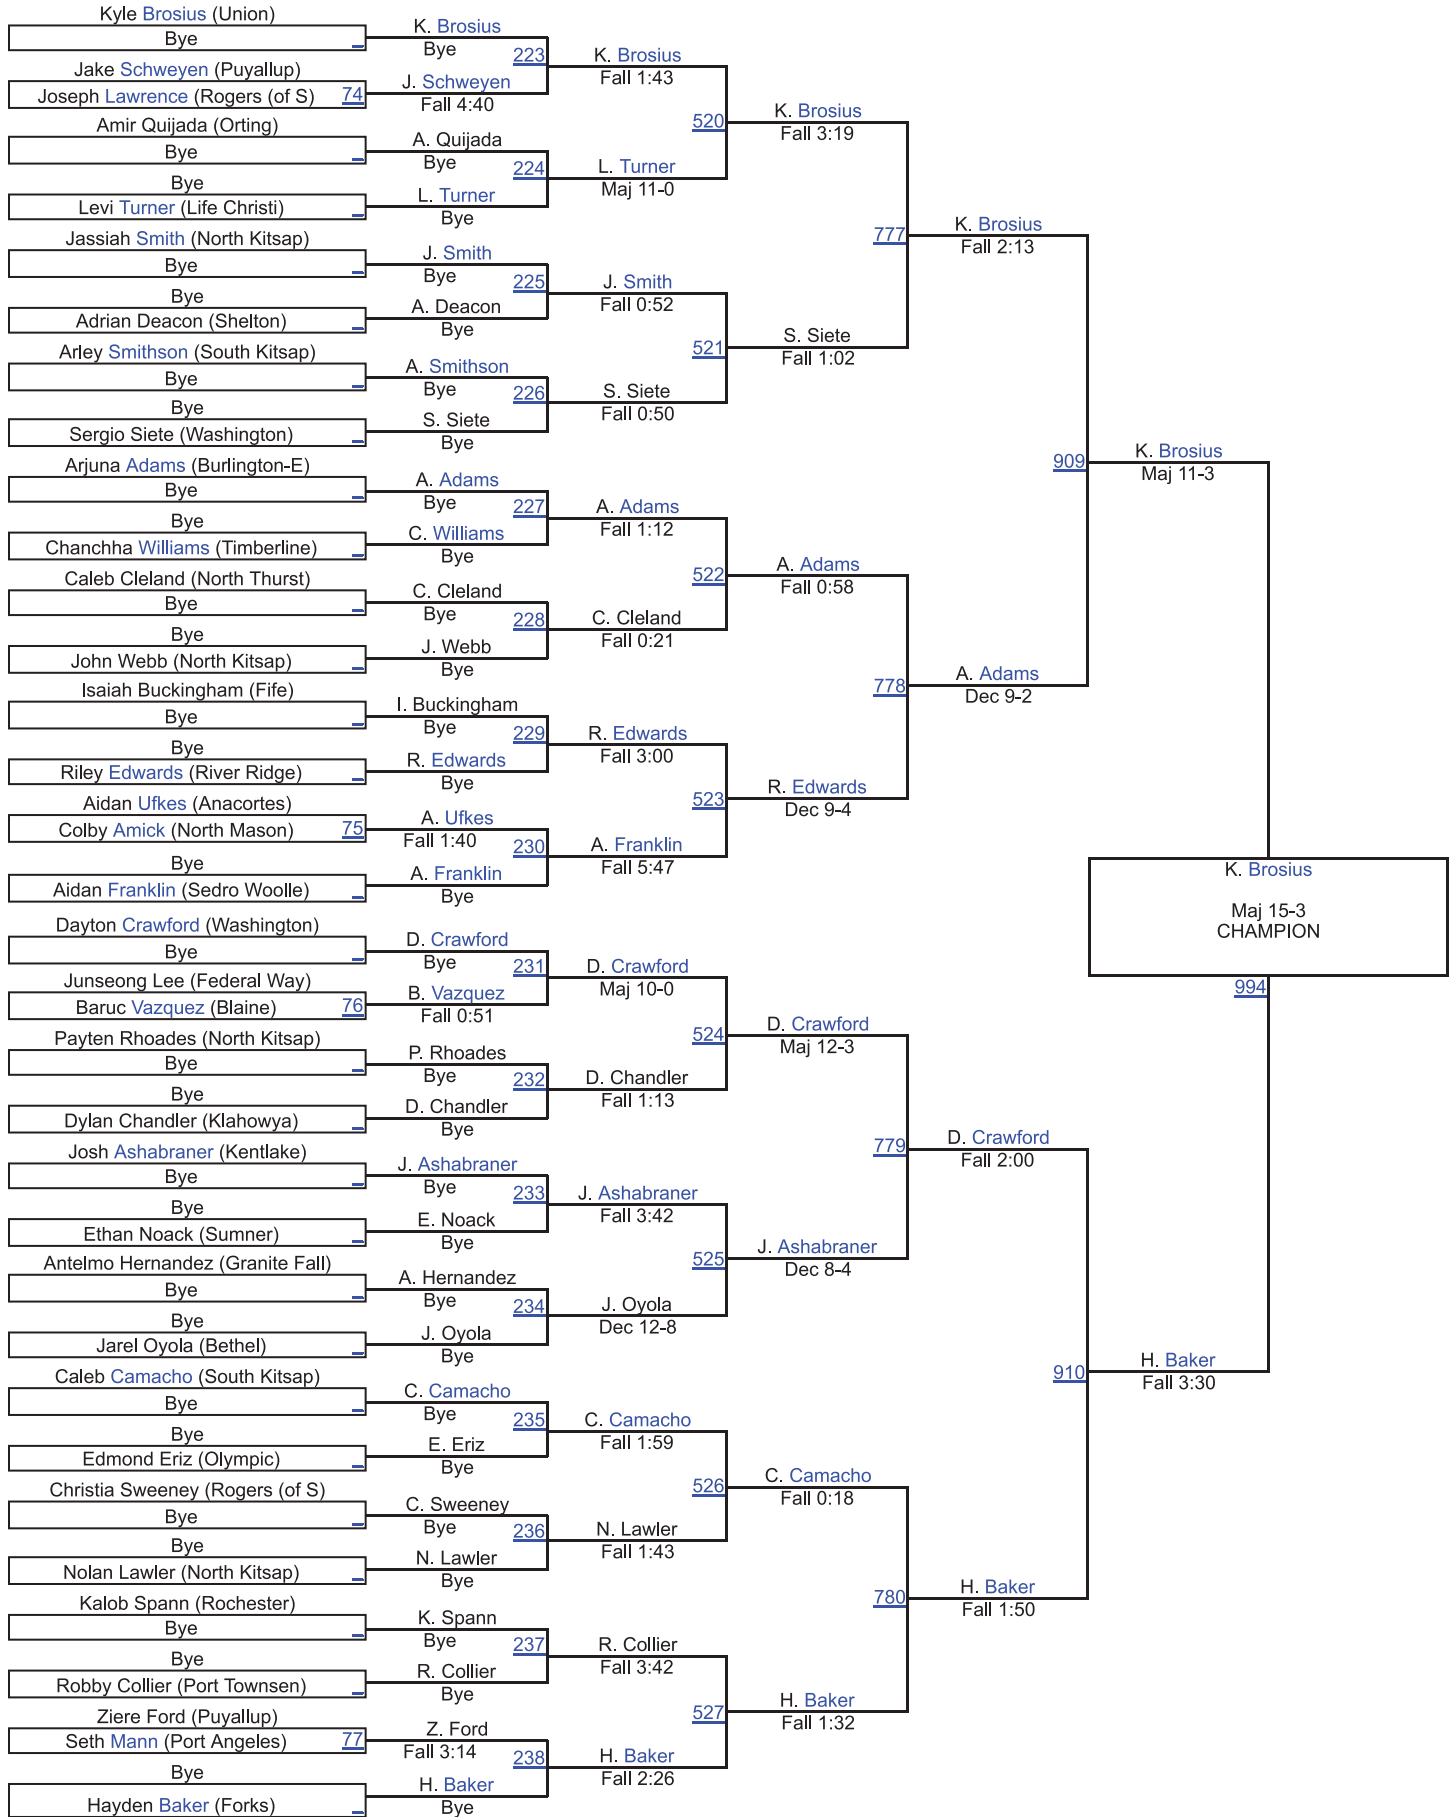 Kyle Brosius (Union)
Bye
K. Brosius
Bye
223
Jake Schweyen (Puyallup)
Joseph Lawrence (Rogers (of S)
74
J. Schweyen
Fall 4:40
K. Brosius
Fall 1:43
Amir Quijada (Orting)
Bye
A. Quijada
Bye
224
Bye
Levi Turner (Life Christi)
L. Turner
Bye
L. Turner
Maj 11-0
520
K. Brosius
Fall 3:19
Jassiah Smith (North Kitsap)
Bye
J. Smith
Bye
225
Bye
Adrian Deacon (Shelton)
A. Deacon
Bye
J. Smith
Fall 0:52
Arley Smithson (South Kitsap)
Bye
A. Smithson
Bye
226
Bye
Sergio Siete (Washington)
S. Siete
Bye
S. Siete
Fall 0:50
521
S. Siete
Fall 1:02
777
K. Brosius
Fall 2:13
Arjuna Adams (Burlington-E)
Bye
A. Adams
Bye
227
Bye
Chanchha Williams (Timberline)
C. Williams
Bye
A. Adams
Fall 1:12
Caleb Cleland (North Thurst)
Bye
C. Cleland
Bye
228
Bye
John Webb (North Kitsap)
J. Webb
Bye
C. Cleland
Fall 0:21
522
A. Adams
Fall 0:58
Isaiah Buckingham (Fife)
Bye
I. Buckingham
Bye
229
Bye
Riley Edwards (River Ridge)
R. Edwards
Bye
R. Edwards
Fall 3:00
Aidan Ufkes (Anacortes)
Colby Amick (North Mason)
75
A. Ufkes
Fall 1:40
230
Bye
Aidan Franklin (Sedro Woolle)
A. Franklin
Bye
A. Franklin
Fall 5:47
523
R. Edwards
Dec 9-4
778
A. Adams
Dec 9-2
909
K. Brosius
Maj 11-3
K. Brosius
Maj 15-3
CHAMPION
994
Dayton Crawford (Washington)
Bye
D. Crawford
Bye
231
Junseong Lee (Federal Way)
Baruc Vazquez (Blaine)
76
B. Vazquez
Fall 0:51
D. Crawford
Maj 10-0
Payten Rhoades (North Kitsap)
Bye
P. Rhoades
Bye
232
Bye
Dylan Chandler (Klahowya)
D. Chandler
Bye
D. Chandler
Fall 1:13
524
D. Crawford
Maj 12-3
Josh Ashabraner (Kentlake)
Bye
J. Ashabraner
Bye
233
Bye
Ethan Noack (Sumner)
E. Noack
Bye
J. Ashabraner
Fall 3:42
Antelmo Hernandez (Granite Fall)
Bye
A. Hernandez
Bye
234
Bye
Jarel Oyola (Bethel)
J. Oyola
Bye
J. Oyola
Dec 12-8
525
J. Ashabraner
Dec 8-4
779
D. Crawford
Fall 2:00
Caleb Camacho (South Kitsap)
Bye
C. Camacho
Bye
235
Bye
Edmond Eriz (Olympic)
E. Eriz
Bye
C. Camacho
Fall 1:59
Christia Sweeney (Rogers (of S)
Bye
C. Sweeney
Bye
236
Bye
Nolan Lawler (North Kitsap)
N. Lawler
Bye
N. Lawler
Fall 1:43
526
C. Camacho
Fall 0:18
Kalob Spann (Rochester)
Bye
K. Spann
Bye
237
Bye
Robby Collier (Port Townsen)
R. Collier
Bye
R. Collier
Fall 3:42
Ziere Ford (Puyallup)
Seth Mann (Port Angeles)
77
Z. Ford
Fall 3:14
238
Bye
Hayden Baker (Forks)
H. Baker
Bye
H. Baker
Fall 2:26
527
H. Baker
Fall 1:32
780
H. Baker
Fall 1:50
910
H. Baker
Fall 3:30